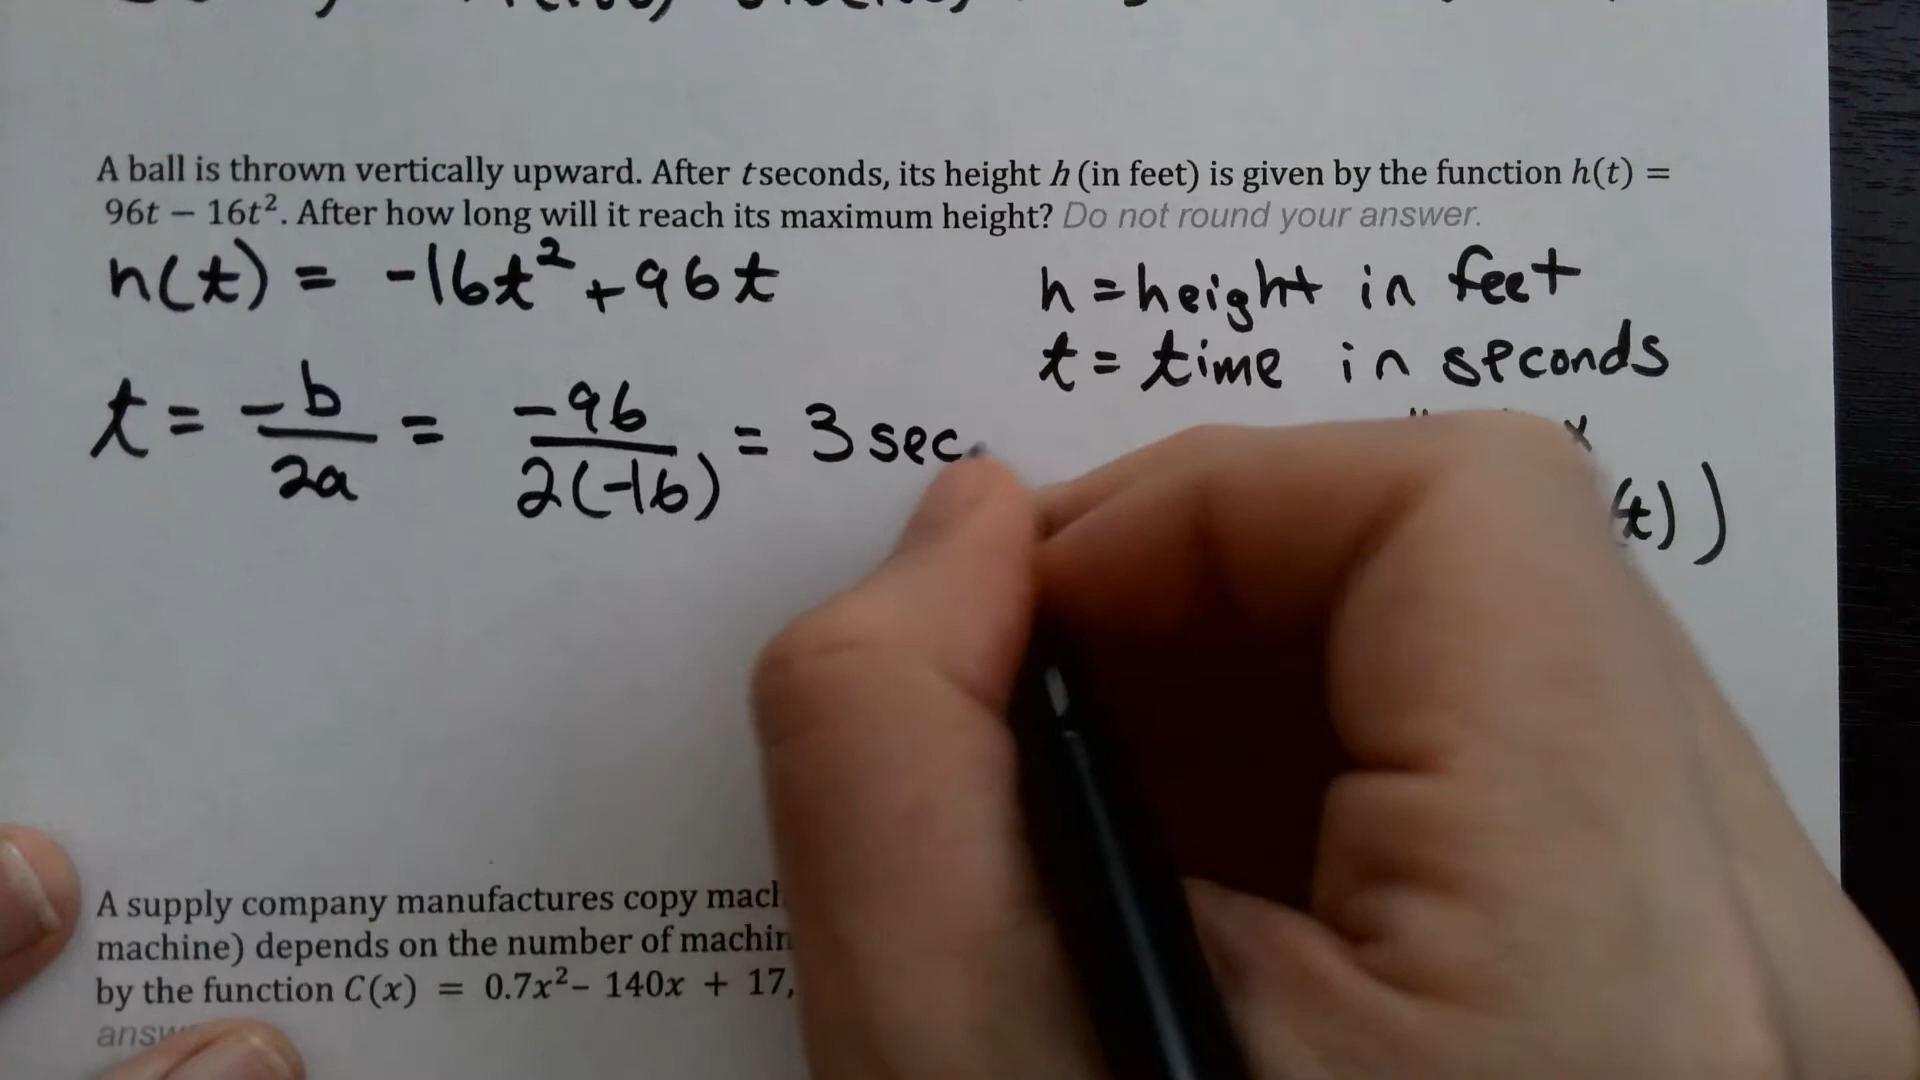 A ball is thrown vertically upward. After t seconds, its height h (in feet) is given by the function h(t) =
96t – 16t². After how long will it reach its maximum height? Do not round your answer.
h(t) = -16t² + 96t
h = height in feet
t = time in seconds
t = -b/2a = -96/2(-16) = 3 sec
(t))
A supply company manufactures copy
machine) depends on the number of
by the function C(x) = 0.7x² – 140x + 17,